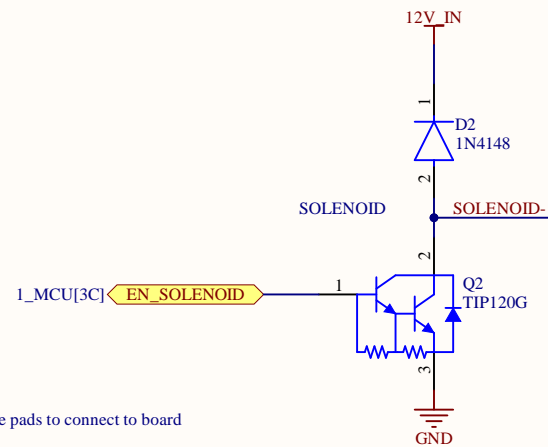 12V_IN
1
D2
1N4148
2
SOLENOID
SOLENOID-
2
Q2
TIP120G
1
1_MCU[3C]
EN_SOLENOID
3
pads to connect to board
GND